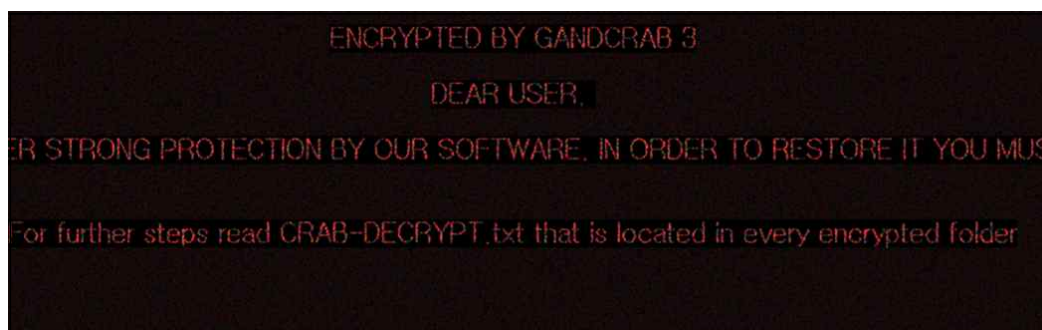 ENCRYPTED BY GANDCRAB 3
DEAR USER,
ER STRONG PROTECTION BY OUR SOFTWARE. IN ORDER TO RESTORE IT YOU MUS
For further steps read CRAB-DECRYPT.txt that is located in every encrypted folder